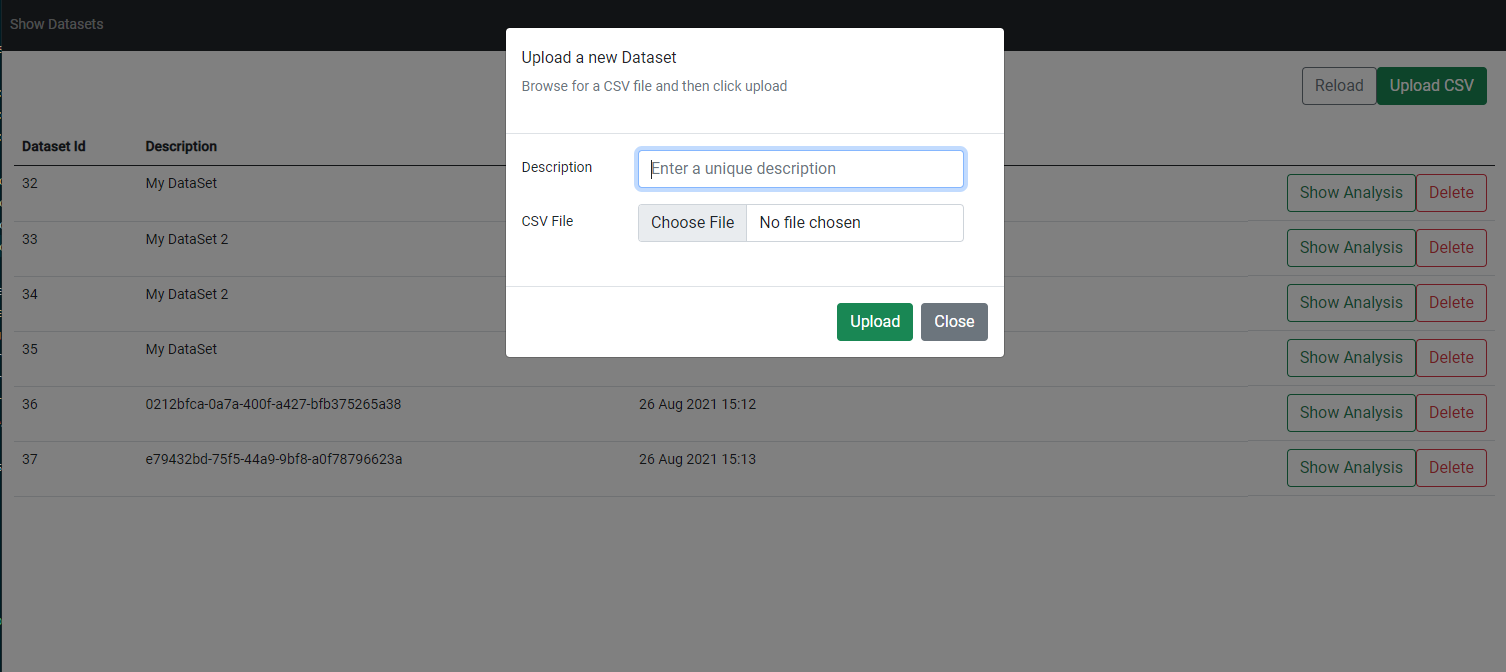 Show Datasets
Upload a new Dataset
Browse for a CSV file and then click upload
Reload Upload CSV
Dataset Id Description
Description Enter a unique description
32 My DataSet Show Analysis Delete
CSV File Choose File No file chosen
33 My DataSet 2 Show Analysis Delete
34 My DataSet 2 Show Analysis Delete
Upload Close
35 My DataSet Show Analysis Delete
36 0212bfca-0a7a-400f-a427-bfb375265a38 26 Aug 2021 15:12 Show Analysis Delete
37 e79432bd-75f5-44a9-9bf8-a0f78796623a 26 Aug 2021 15:13 Show Analysis Delete